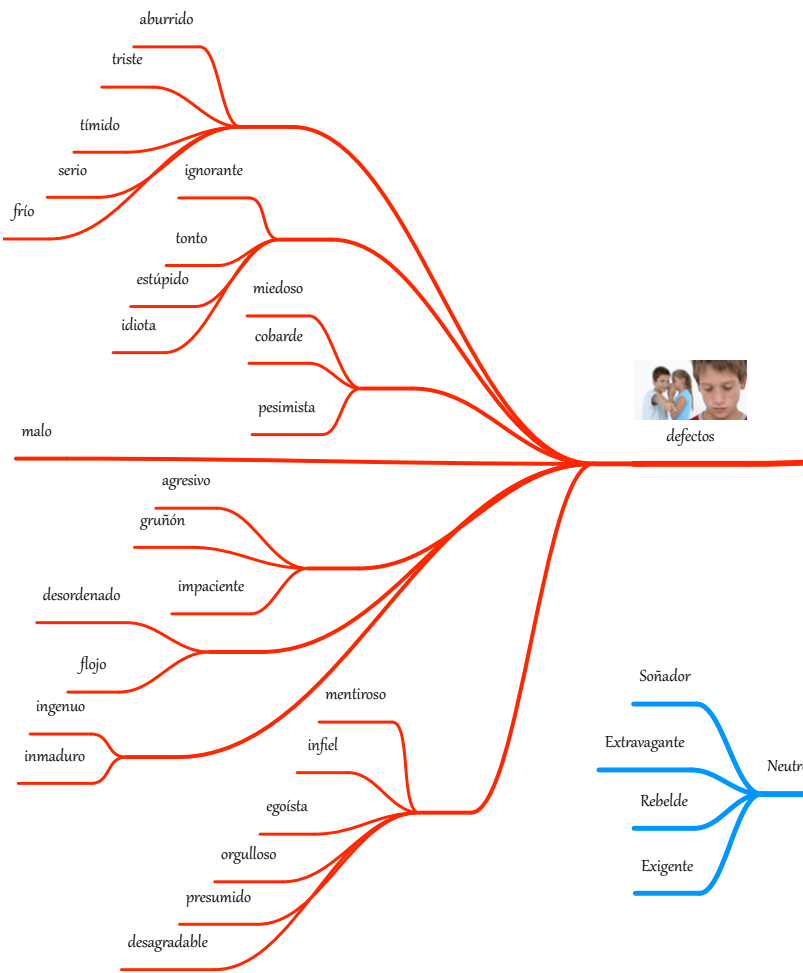 aburrido
triste
tímido
serio
frío
ignorante
tonto
estúpido
idiota
miedoso
cobarde
pesimista
malo
agresivo
gruñón
impaciente
desordenado
flojo
ingenuo
inmaduro
mentiroso
infiel
egoísta
orgulloso
presumido
desagradable
defectos
Soñador
Extravagante
Rebelde
Exigente
Neutr